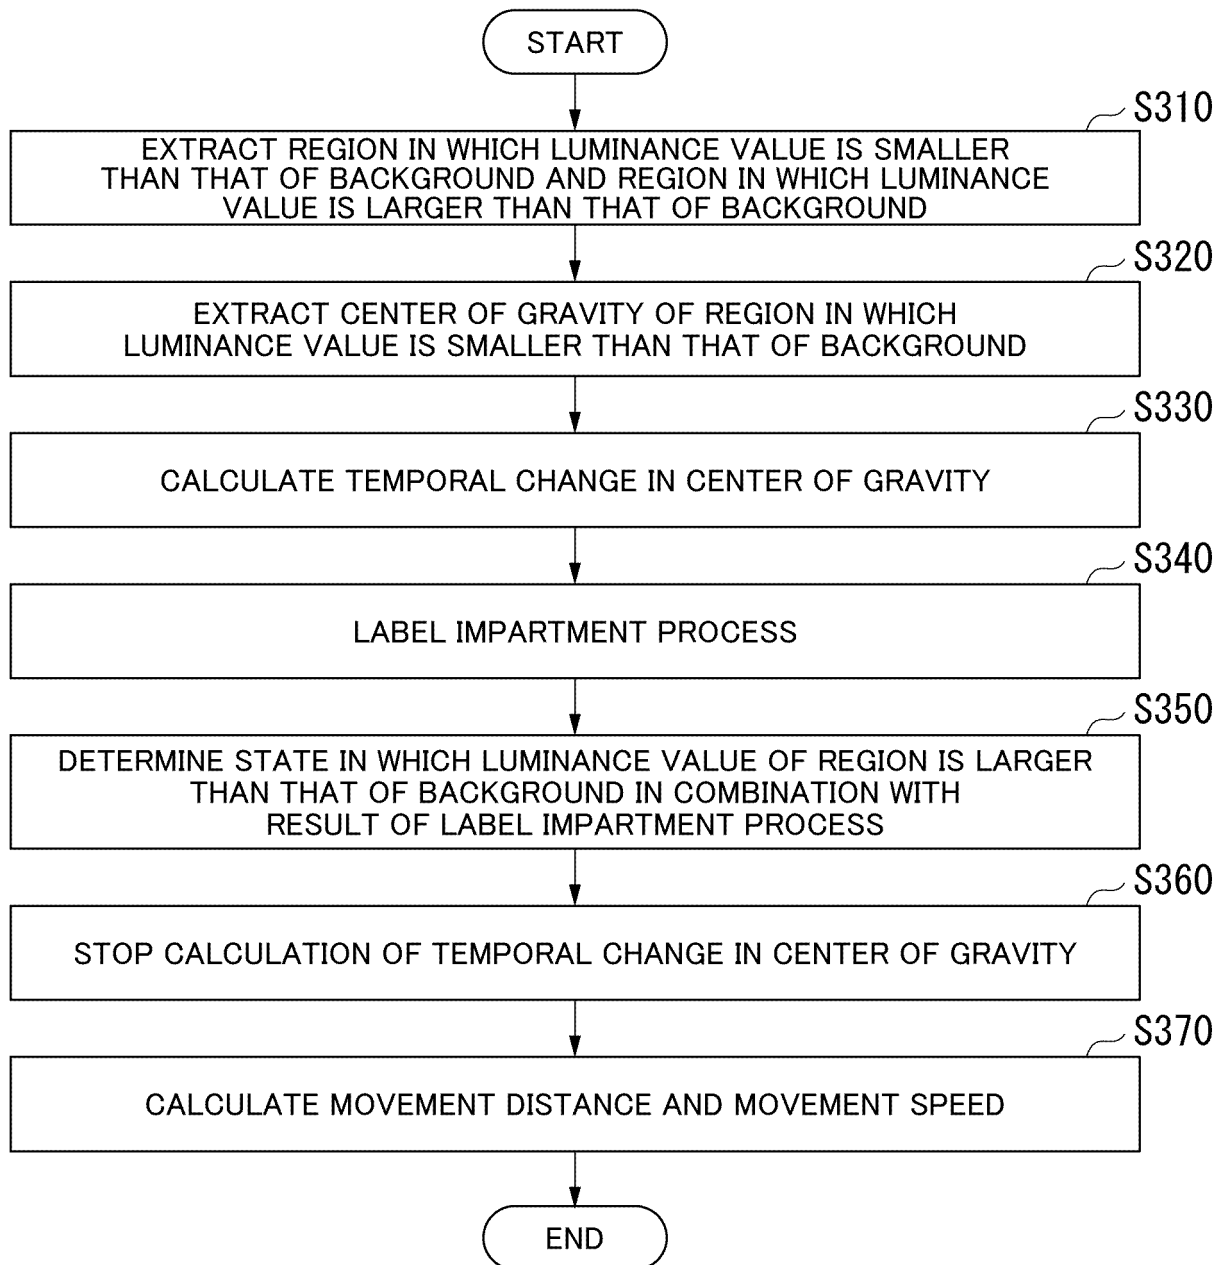 START
S310
EXTRACT REGION IN WHICH LUMINANCE VALUE IS SMALLER
THAN THAT OF BACKGROUND AND REGION IN WHICH LUMINANCE
VALUE IS LARGER THAN THAT OF BACKGROUND
S320
EXTRACT CENTER OF GRAVITY OF REGION IN WHICH
LUMINANCE VALUE IS SMALLER THAN THAT OF BACKGROUND
S330
CALCULATE TEMPORAL CHANGE IN CENTER OF GRAVITY
S340
LABEL IMPARTMENT PROCESS
S350
DETERMINE STATE IN WHICH LUMINANCE VALUE OF REGION IS LARGER
THAN THAT OF BACKGROUND IN COMBINATION WITH
RESULT OF LABEL IMPARTMENT PROCESS
S360
STOP CALCULATION OF TEMPORAL CHANGE IN CENTER OF GRAVITY
S370
CALCULATE MOVEMENT DISTANCE AND MOVEMENT SPEED
END